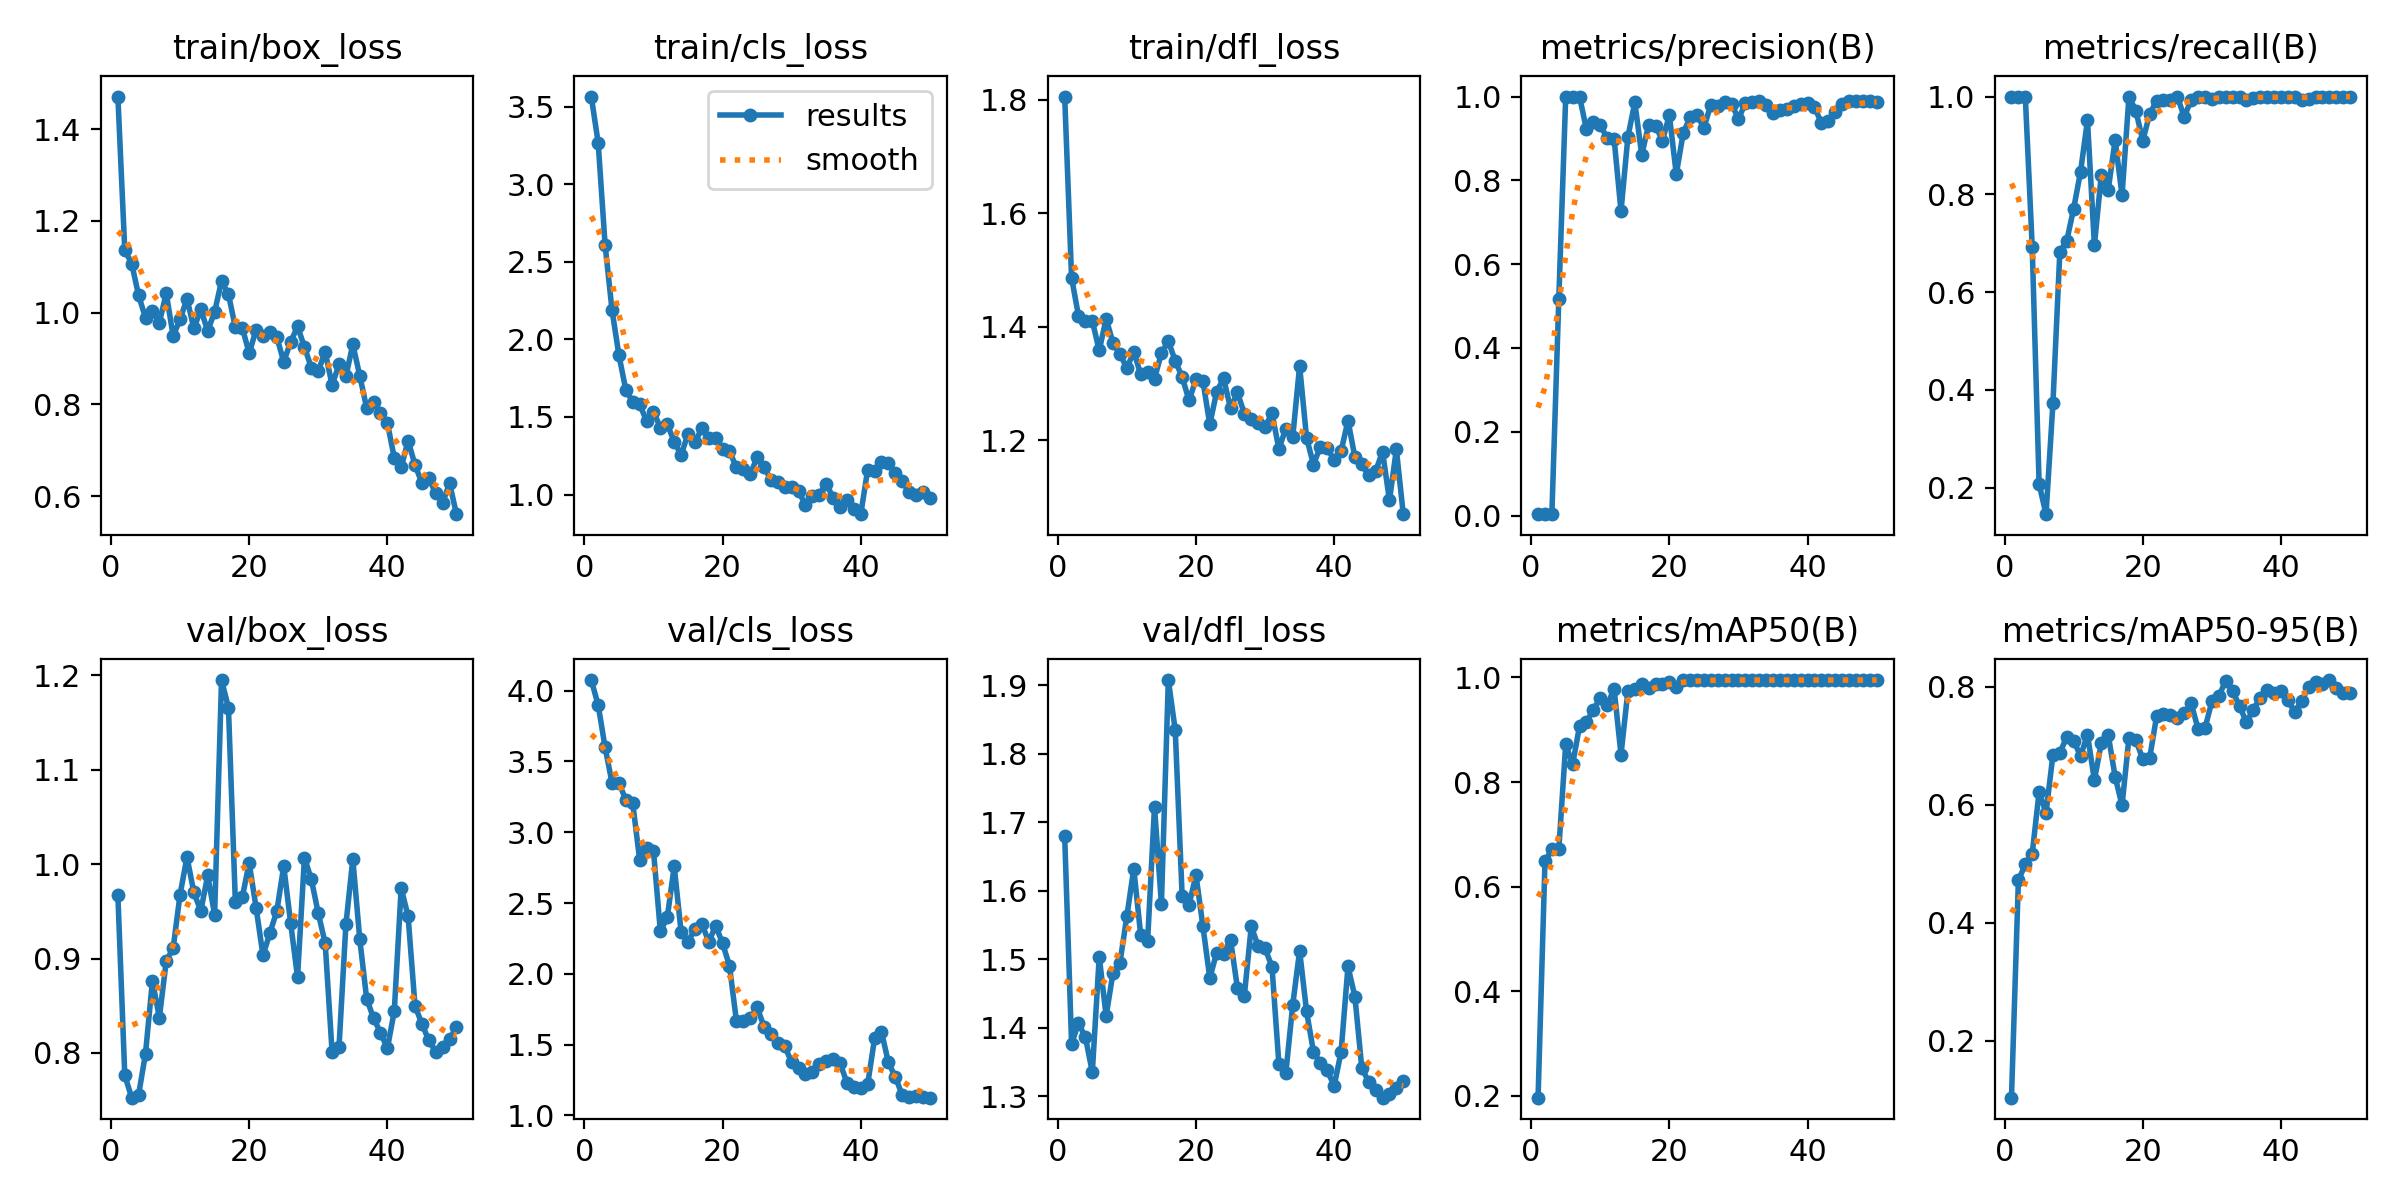 train/box_loss
1.4
1.2
1.0
0.8
0.6
0 20 40
train/cls_loss
results
smooth
3.5
3.0
2.5
2.0
1.5
1.0
0 20 40
train/dfl_loss
1.8
1.6
1.4
1.2
0 20 40
metrics/precision(B)
1.0
0.8
0.6
0.4
0.2
0.0
0 20 40
metrics/recall(B)
1.0
0.8
0.6
0.4
0.2
0 20 40
val/box_loss
1.2
1.1
1.0
0.9
0.8
0 20 40
val/cls_loss
4.0
3.5
3.0
2.5
2.0
1.5
1.0
0 20 40
val/dfl_loss
1.9
1.8
1.7
1.6
1.5
1.4
1.3
0 20 40
metrics/mAP50(B)
1.0
0.8
0.6
0.4
0.2
0 20 40
metrics/mAP50-95(B)
0.8
0.6
0.4
0.2
0 20 40